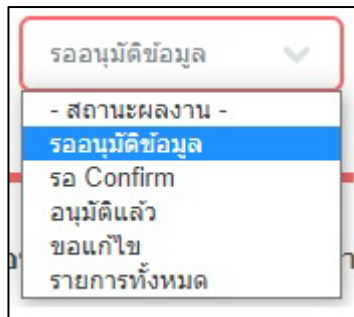 รออนุมัติข้อมูล
- สถานะผลงาน -
รออนุมัติข้อมูล
รอ Confirm
อนุมัติแล้ว
ขอแก้ไข
รายการทั้งหมด